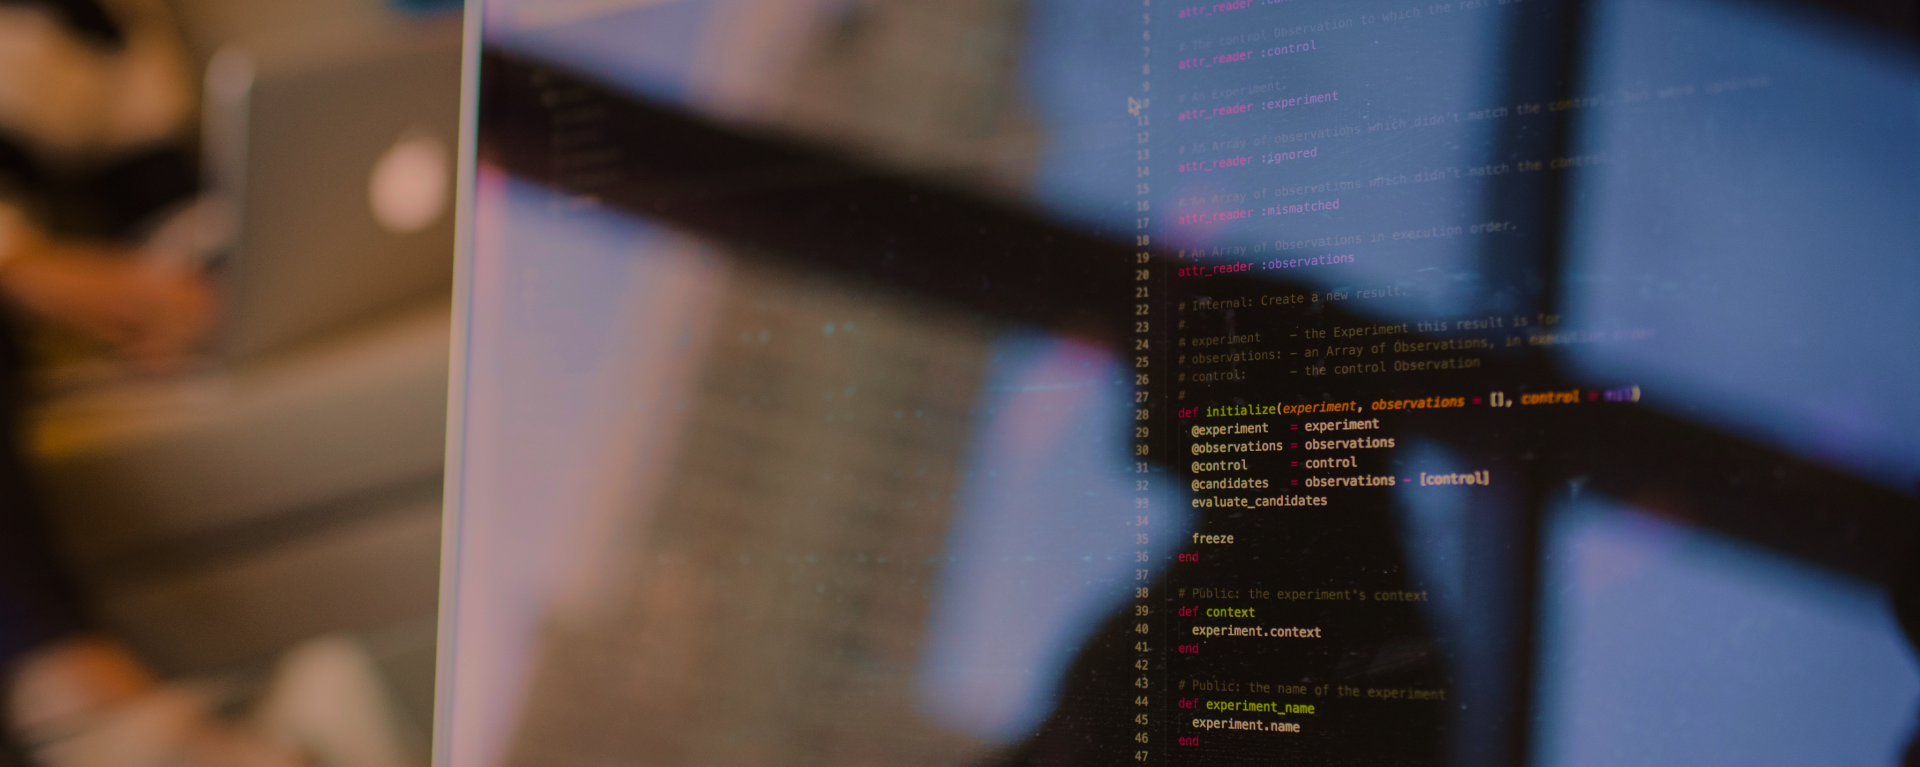 4
5 attr_reader
6
7 # The control Observation to which the rest
8 attr_reader :control
9
10 # An Experiment.
11 attr_reader :experiment
12
13 # An Array of observations which didn't match the control, but were
14 attr_reader :ignored
15
16 # An Array of observations which didn't match the control.
17 attr_reader :mismatched
18
19 # An Array of Observations in execution order.
20 attr_reader :observations
21
22 # Internal: Create a new result.
23 #
24 # experiment - the Experiment this result is for
25 # observations: - an Array of Observations, in execution order
26 # control: - the control Observation
27 #
28 def initialize(experiment, observations = [], control = nil)
29 @experiment = experiment
30 @observations = observations
31 @control = control
32 @candidates = observations - [control]
33 evaluate_candidates
34
35 freeze
36 end
37
38 # Public: the experiment's context
39 def context
40 experiment.context
41 end
42
43 # Public: the name of the experiment
44 def experiment_name
45 experiment.name
46 end
47